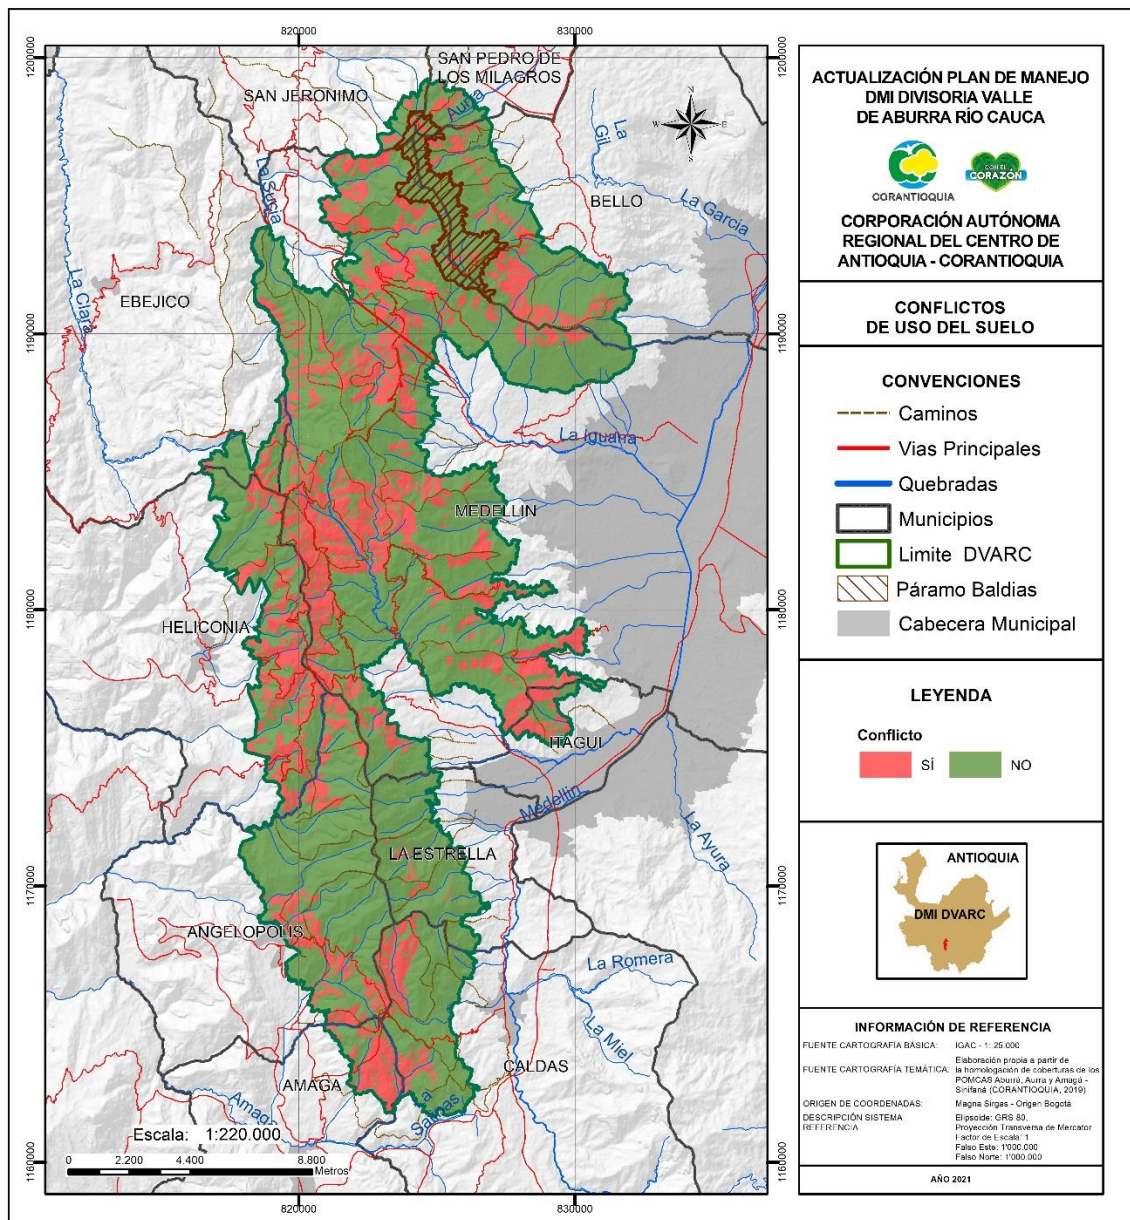 820000
830000
1200000
1200000
SAN PEDRO DE
LOS MILAGROS
SAN JERONIMO
Aurra
La Gil
La Sucia
BELLO
La Garcia
La Clara
EBEJICO
1190000
1190000
La Iguana
MEDELLIN
1180000
1180000
HELICONIA
ITAGUI
Medellin
La Ayura
LA ESTRELLA
1170000
1170000
ANGELOPOLIS
La Romera
La Miel
CALDAS
AMAGA
Amaga
La Salinas
Escala: 1:220.000
0 2.200 4.400 8.800
Metros
1160000
1160000
820000
830000
N
W E
S
ACTUALIZACIÓN PLAN DE MANEJO
DMI DIVISORIA VALLE
DE ABURRA RÍO CAUCA
CORANTIOQUIA
CON EL
CORAZÓN
CORPORACIÓN AUTÓNOMA
REGIONAL DEL CENTRO DE
ANTIOQUIA - CORANTIOQUIA
CONFLICTOS
DE USO DEL SUELO
CONVENCIONES
Caminos
Vias Principales
Quebradas
Municipios
Limite DVARC
Páramo Baldias
Cabecera Municipal
LEYENDA
Conflicto
SÍ NO
ANTIOQUIA
DMI DVARC
INFORMACIÓN DE REFERENCIA
FUENTE CARTOGRAFÍA BÁSICA: IGAC - 1: 25.000
FUENTE CARTOGRAFÍA TEMÁTICA: Elaboración propia a partir de
la homologación de coberturas de los
POMCAS Aburrá, Aurra y Amagá -
Sinifaná (CORANTIOQUIA, 2019)
ORIGEN DE COORDENADAS: Magna Sirgas - Origen Bogotá
DESCRIPCIÓN SISTEMA
REFERENCIA
Elipsoide: GRS 80,
Proyección Transversa de Mercator
Factor de Escala: 1
Falso Este: 1'000.000
Falso Norte: 1'000.000
AÑO 2021